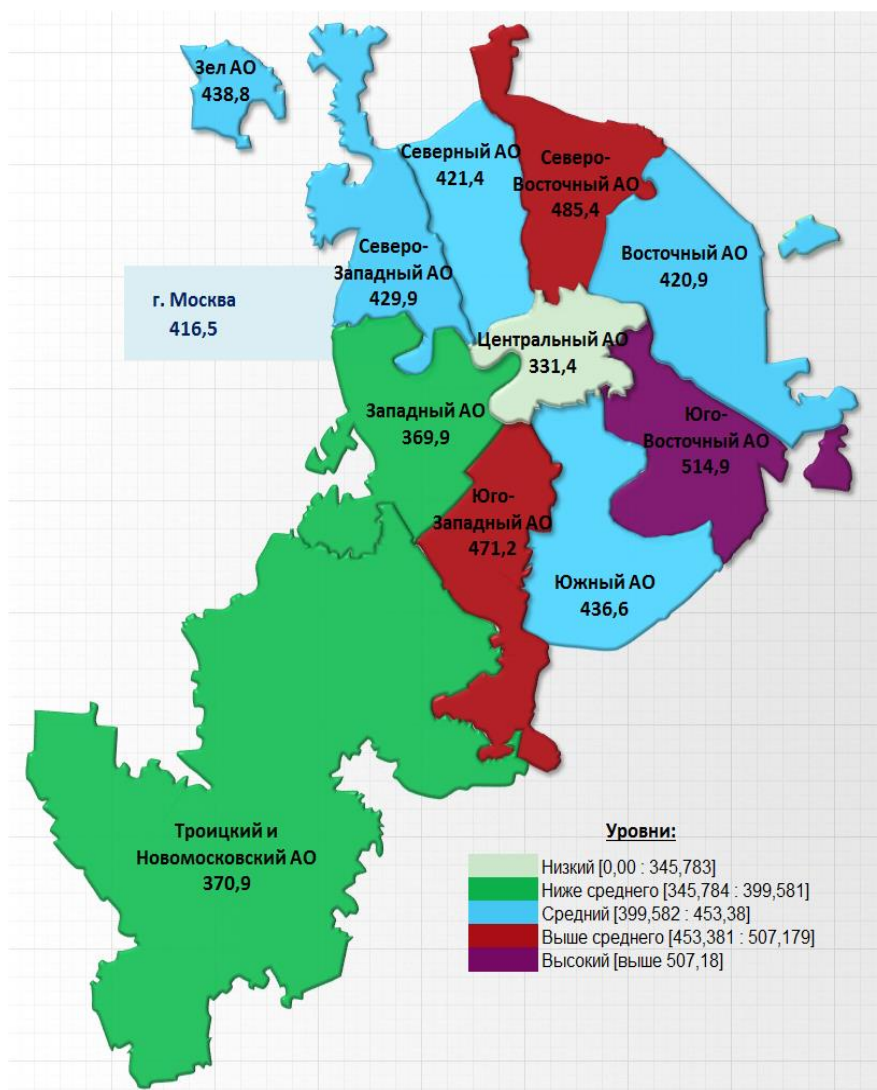 Зел АО
438,8
Северный АО
421,4
Северо-
Восточный АО
485,4
Северо-
Западный АО
429,9
Восточный АО
420,9
г. Москва
416,5
Центральный АО
331,4
Западный АО
369,9
Юго-
Восточный АО
514,9
Юго-
Западный АО
471,2
Южный АО
436,6
Троицкий и
Новомосковский АО
370,9
Уровни:
Низкий [0,00 : 345,783]
Ниже среднего [345,784 : 399,581]
Средний [399,582 : 453,38]
Выше среднего [453,381 : 507,179]
Высокий [выше 507,18]